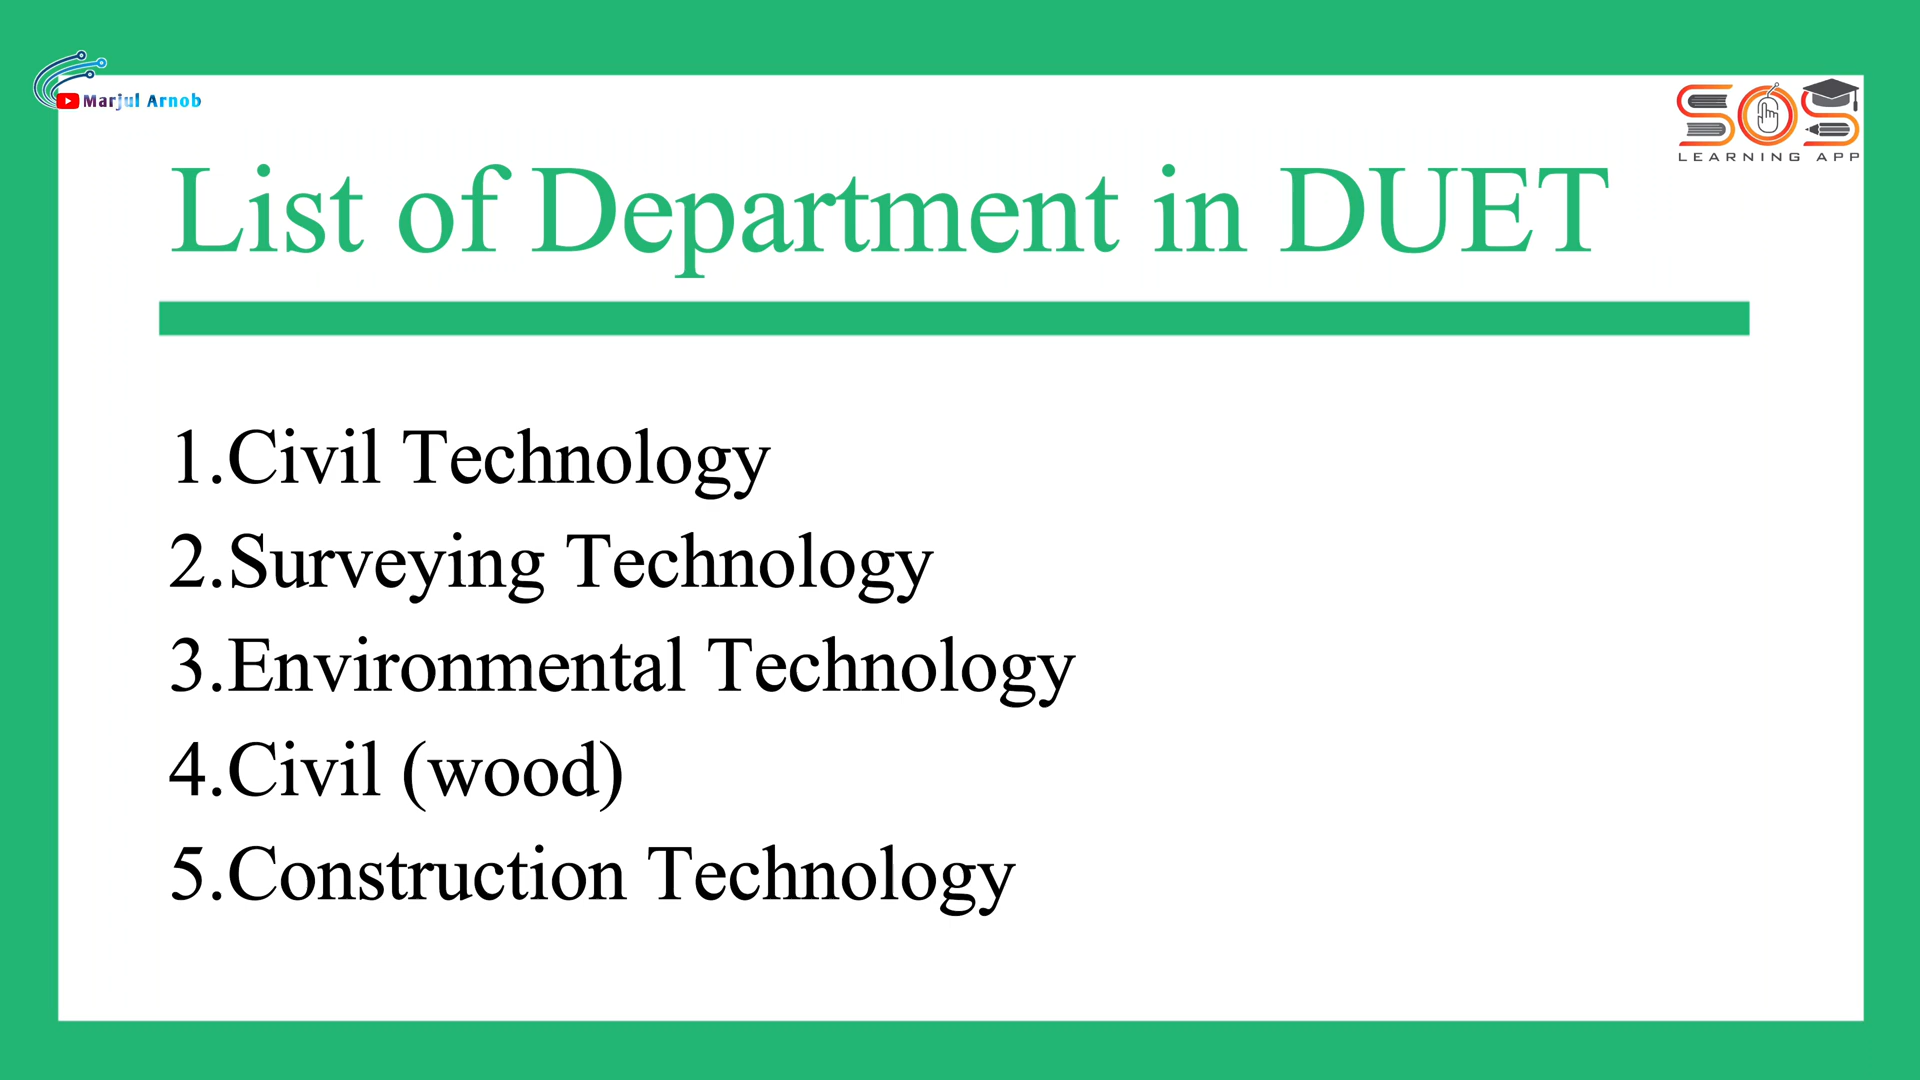 Marjul Arnob
SOS
LEARNING APP
List of Department in DUET
1.Civil Technology
2.Surveying Technology
3.Environmental Technology
4.Civil (wood)
5.Construction Technology